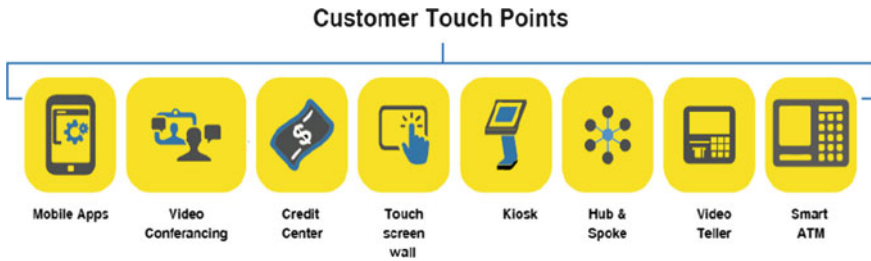 Customer Touch Points
$
Mobile Apps
Video
Conferancing
Credit
Center
Touch
screen
wall
Kiosk
Hub &
Spoke
Video
Teller
Smart
ATM